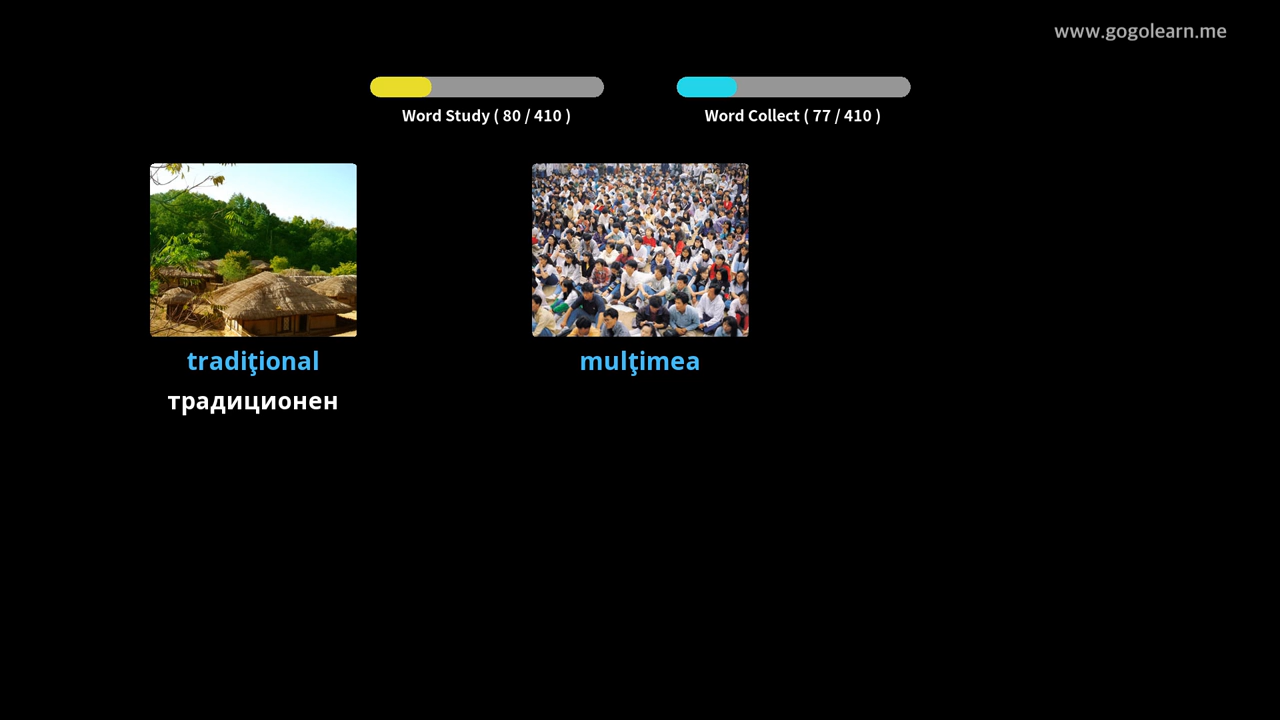 www.gogolearn.me
Word Study ( 80 / 410 )
Word Collect ( 77 / 410 )
tradiţional
mulţimea
традиционен